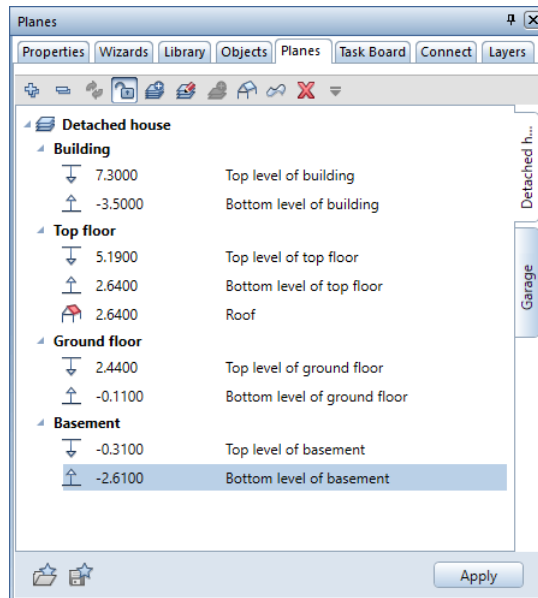 Planes
Properties Wizards Library Objects Planes Task Board Connect Layers
Detached house
Building
7.3000 Top level of building
-3.5000 Bottom level of building
Top floor
5.1900 Top level of top floor
2.6400 Bottom level of top floor
2.6400 Roof
Ground floor
2.4400 Top level of ground floor
-0.1100 Bottom level of ground floor
Basement
-0.3100 Top level of basement
-2.6100 Bottom level of basement
Detached h...
Garage
Apply